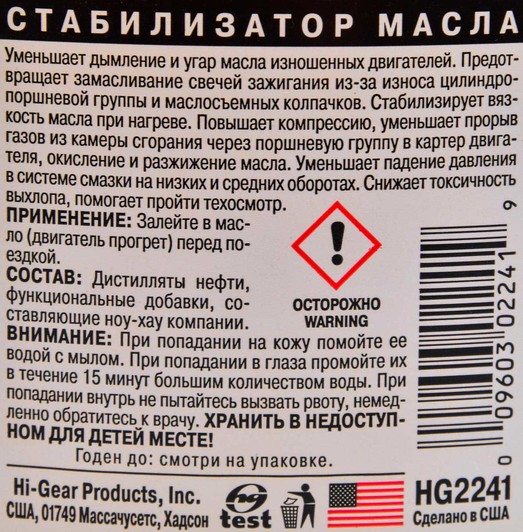 СТАБИЛИЗАТОР МАСЛА
Уменьшает дымление и угар масла изношенных двигателей. Предот-
вращает замасливание свечей зажигания из-за износа цилиндро-
поршневой группы и маслосъемных колпачков. Стабилизирует вяз-
кость масла при нагреве. Повышает компрессию, уменьшает прорыв
газов из камеры сгорания через поршневую группу в картер двига-
теля, окисление и разжижение масла. Уменьшает падение давления
в системе смазки на низких и средних оборотах. Снижает токсичность
выхлопа, помогает пройти техосмотр.
ПРИМЕНЕНИЕ: Залейте в мас-
ло (двигатель прогрет) перед по-
ездкой.
СОСТАВ: Дистилляты нефти,
функциональные добавки, со-
ставляющие ноу-хау компании.
ОСТОРОЖНО
WARNING
ВНИМАНИЕ: При попадании на кожу помойте ее
водой с мылом. При попадании в глаза промойте их
в течение 15 минут большим количеством воды. При
попадании внутрь не пытайтесь вызвать рвоту, немед-
ленно обратитесь к врачу. ХРАНИТЬ В НЕДОСТУП-
НОМ ДЛЯ ДЕТЕЙ МЕСТЕ!
Годен до: смотри на упаковке.
0 09603 02241 9
Hi-Gear Products, Inc.
США, 01749 Массачусетс, Хадсон
hg
test
HG2241
Сделано в США